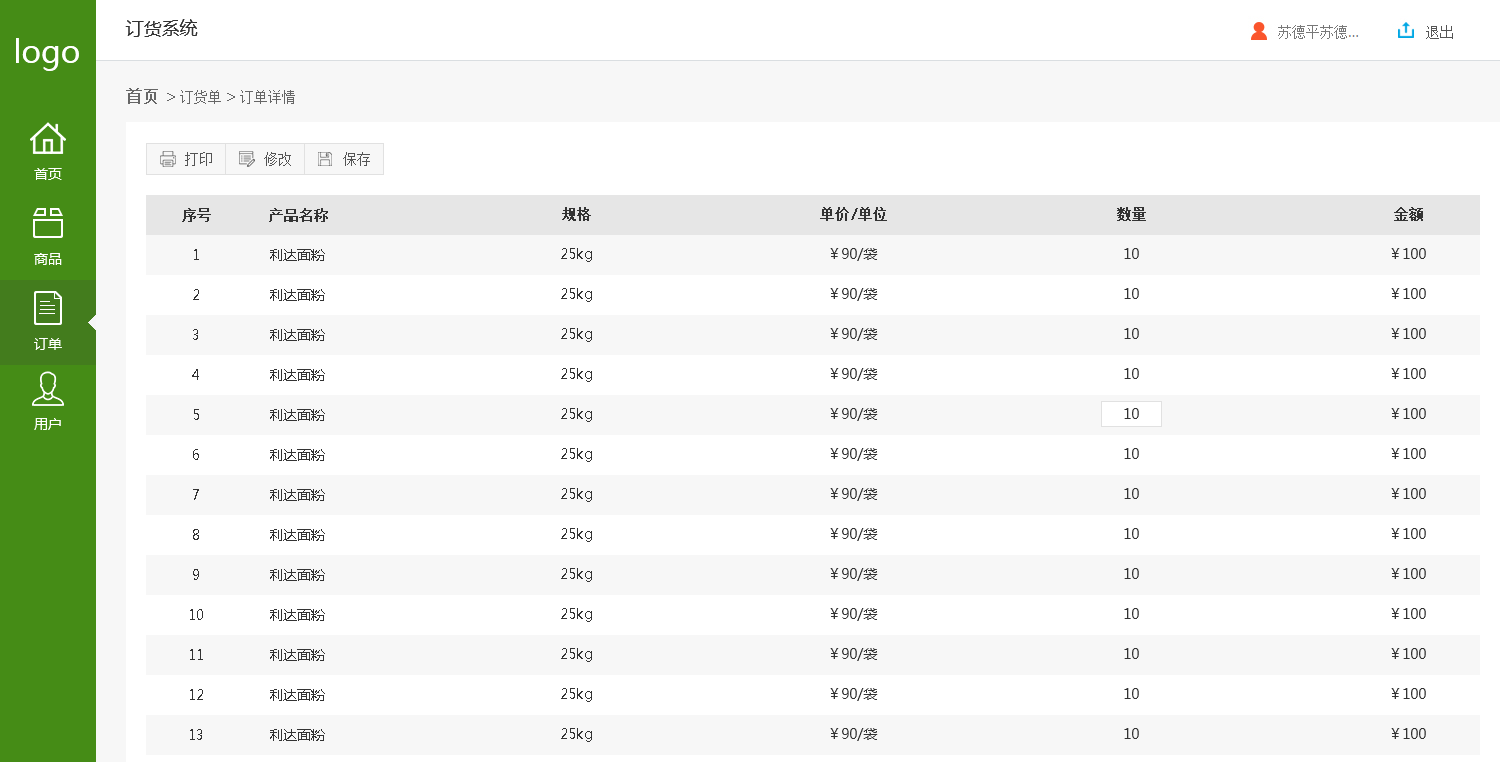 logo
订货系统
苏德平苏德... 退出
首页 > 订货单 > 订单详情
首页
商品
订单
用户
打印 修改 保存
序号 产品名称 规格 单价/单位 数量 金额
1 利达面粉 25kg ¥90/袋 10 ¥100
2 利达面粉 25kg ¥90/袋 10 ¥100
3 利达面粉 25kg ¥90/袋 10 ¥100
4 利达面粉 25kg ¥90/袋 10 ¥100
5 利达面粉 25kg ¥90/袋 10 ¥100
6 利达面粉 25kg ¥90/袋 10 ¥100
7 利达面粉 25kg ¥90/袋 10 ¥100
8 利达面粉 25kg ¥90/袋 10 ¥100
9 利达面粉 25kg ¥90/袋 10 ¥100
10 利达面粉 25kg ¥90/袋 10 ¥100
11 利达面粉 25kg ¥90/袋 10 ¥100
12 利达面粉 25kg ¥90/袋 10 ¥100
13 利达面粉 25kg ¥90/袋 10 ¥100